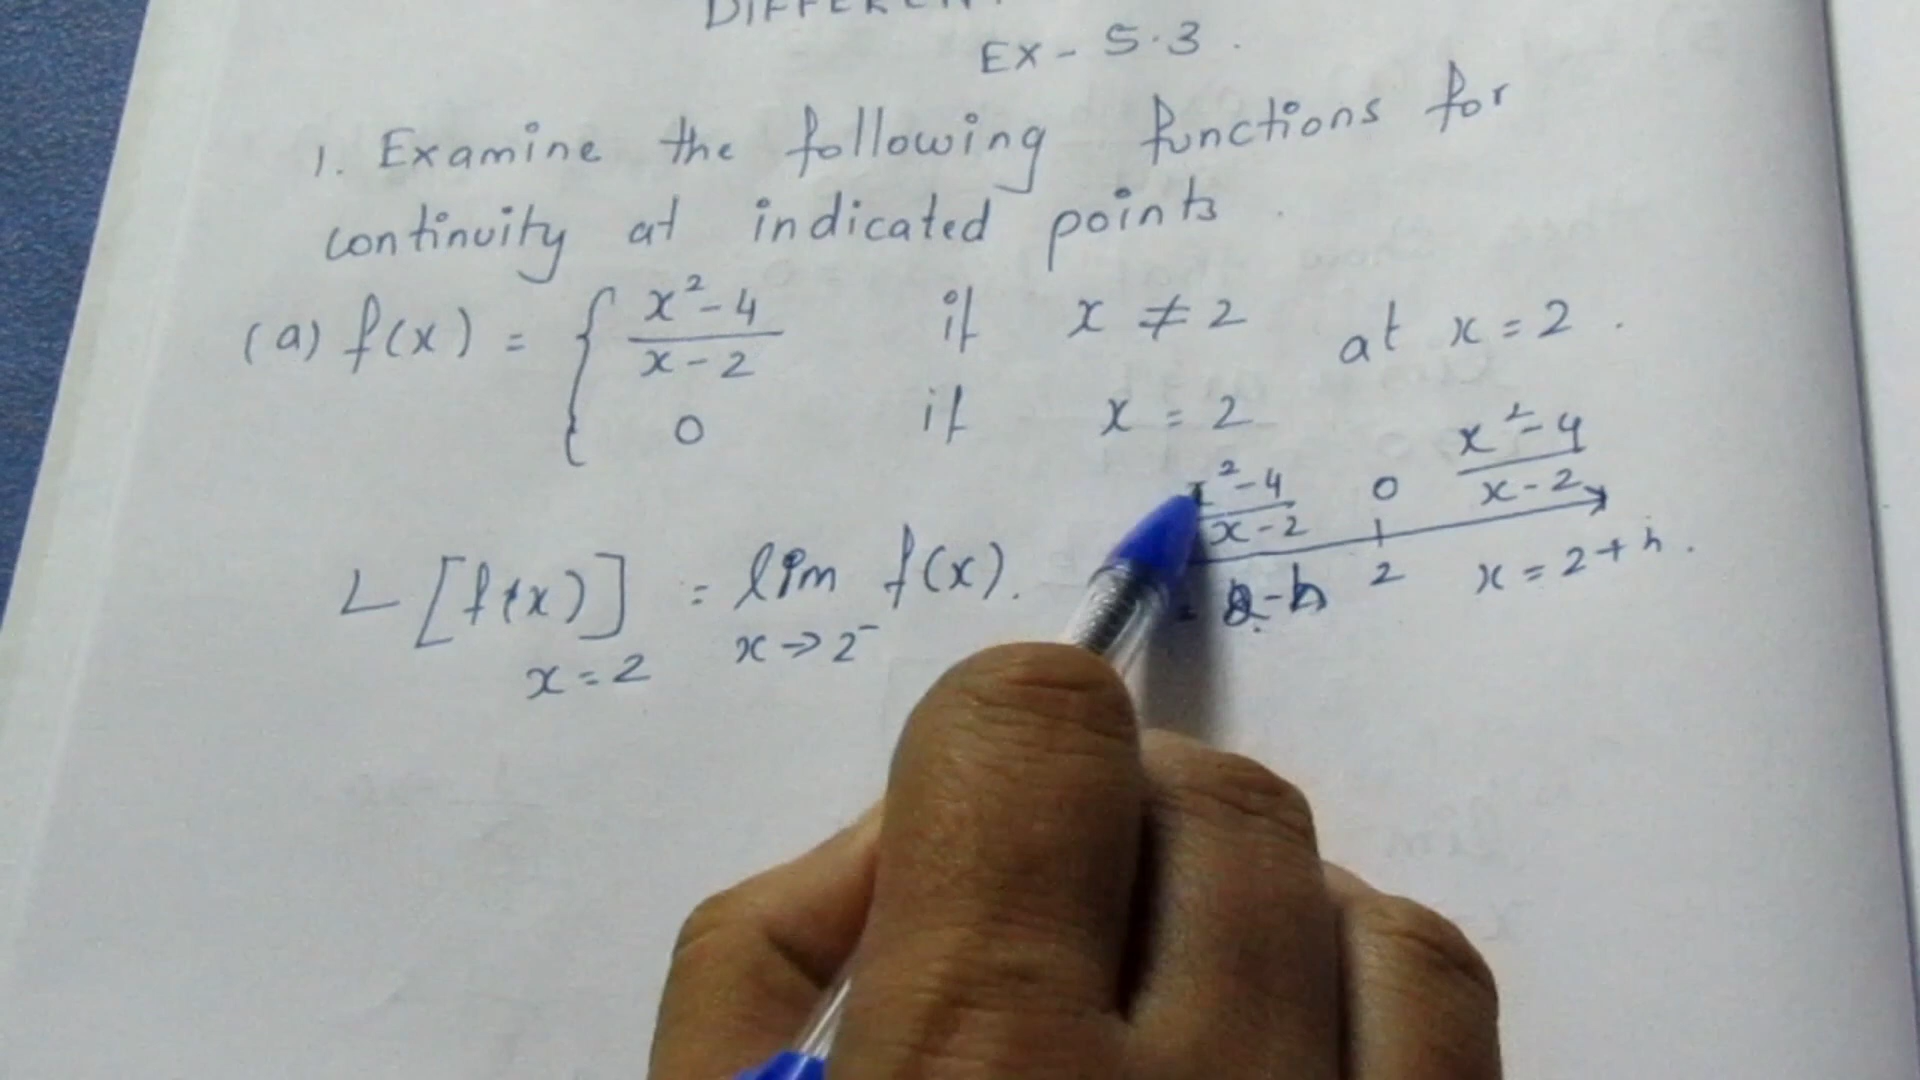 EX - 5.3.
1. Examine the following functions for
continuity at indicated points.
(a) f(x) = { x²-4 / x-2 if x ≠ 2 at x = 2.
0 if x = 2
x²-4 / x-2 0 x²-4 / x-2
2-h 2 x = 2+h.
L [f(x)] x=2 = lim x→2⁻ f(x).